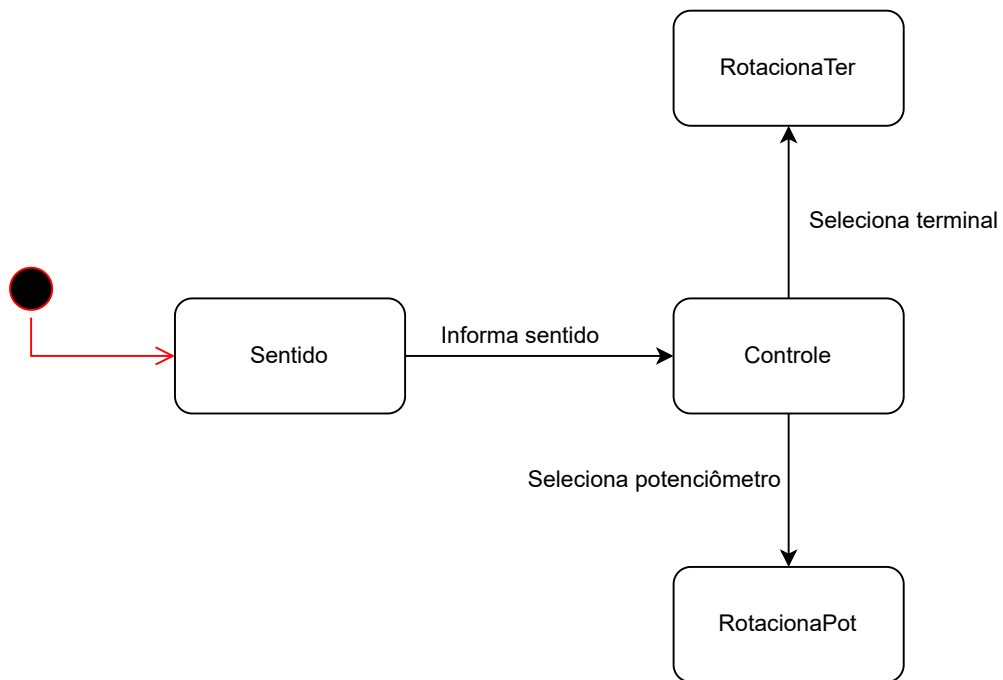 RotacionaTer
Seleciona terminal
Informa sentido
Sentido
Controle
Seleciona potenciômetro
RotacionaPot